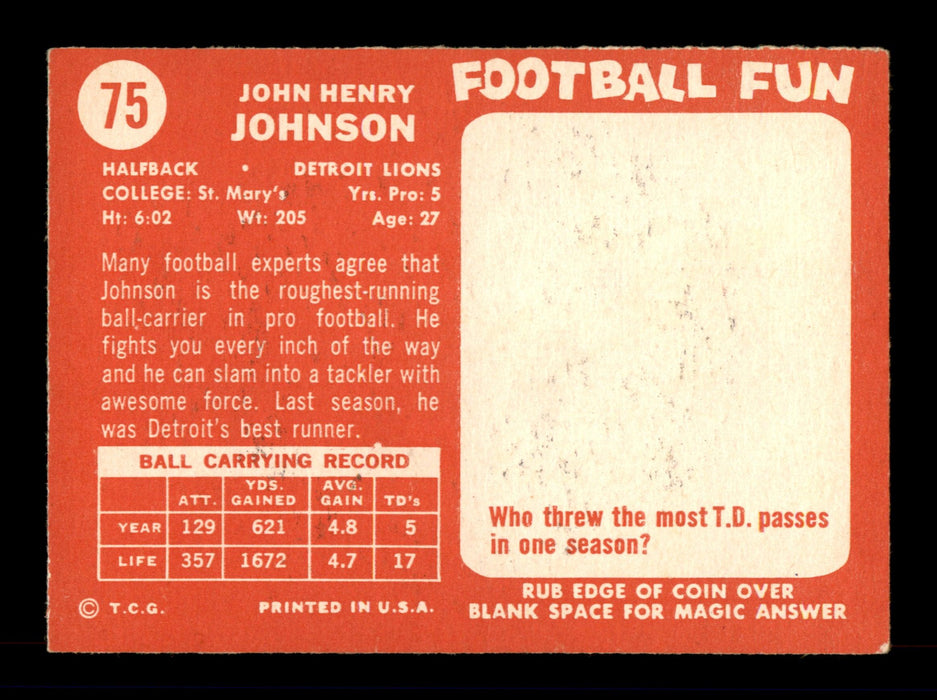 75
JOHN HENRY
JOHNSON
HALFBACK • DETROIT LIONS
COLLEGE: St. Mary's Yrs. Pro: 5
Ht: 6:02 Wt: 205 Age: 27
Many football experts agree that
Johnson is the roughest-running
ball-carrier in pro football. He
fights you every inch of the way
and he can slam into a tackler with
awesome force. Last season, he
was Detroit's best runner.
BALL CARRYING RECORD
ATT. YDS. GAINED AVG. GAIN TD's
YEAR 129 621 4.8 5
LIFE 357 1672 4.7 17
© T.C.G. PRINTED IN U.S.A.
FOOTBALL FUN
Who threw the most T.D. passes
in one season?
RUB EDGE OF COIN OVER
BLANK SPACE FOR MAGIC ANSWER